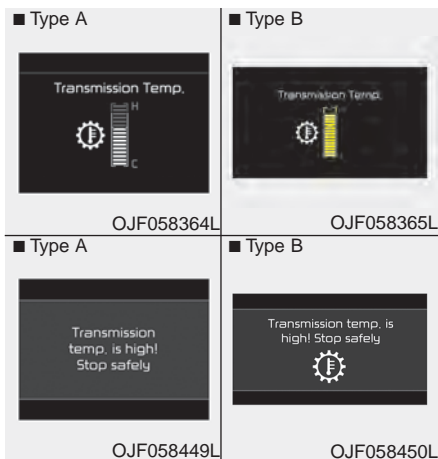 ■ Type A
Transmission Temp.
H
C
OJF058364L
■ Type B
Transmission Temp.
OJF058365L
■ Type A
Transmission
temp. is high!
Stop safely
OJF058449L
■ Type B
Transmission temp. is
high! Stop safely
OJF058450L